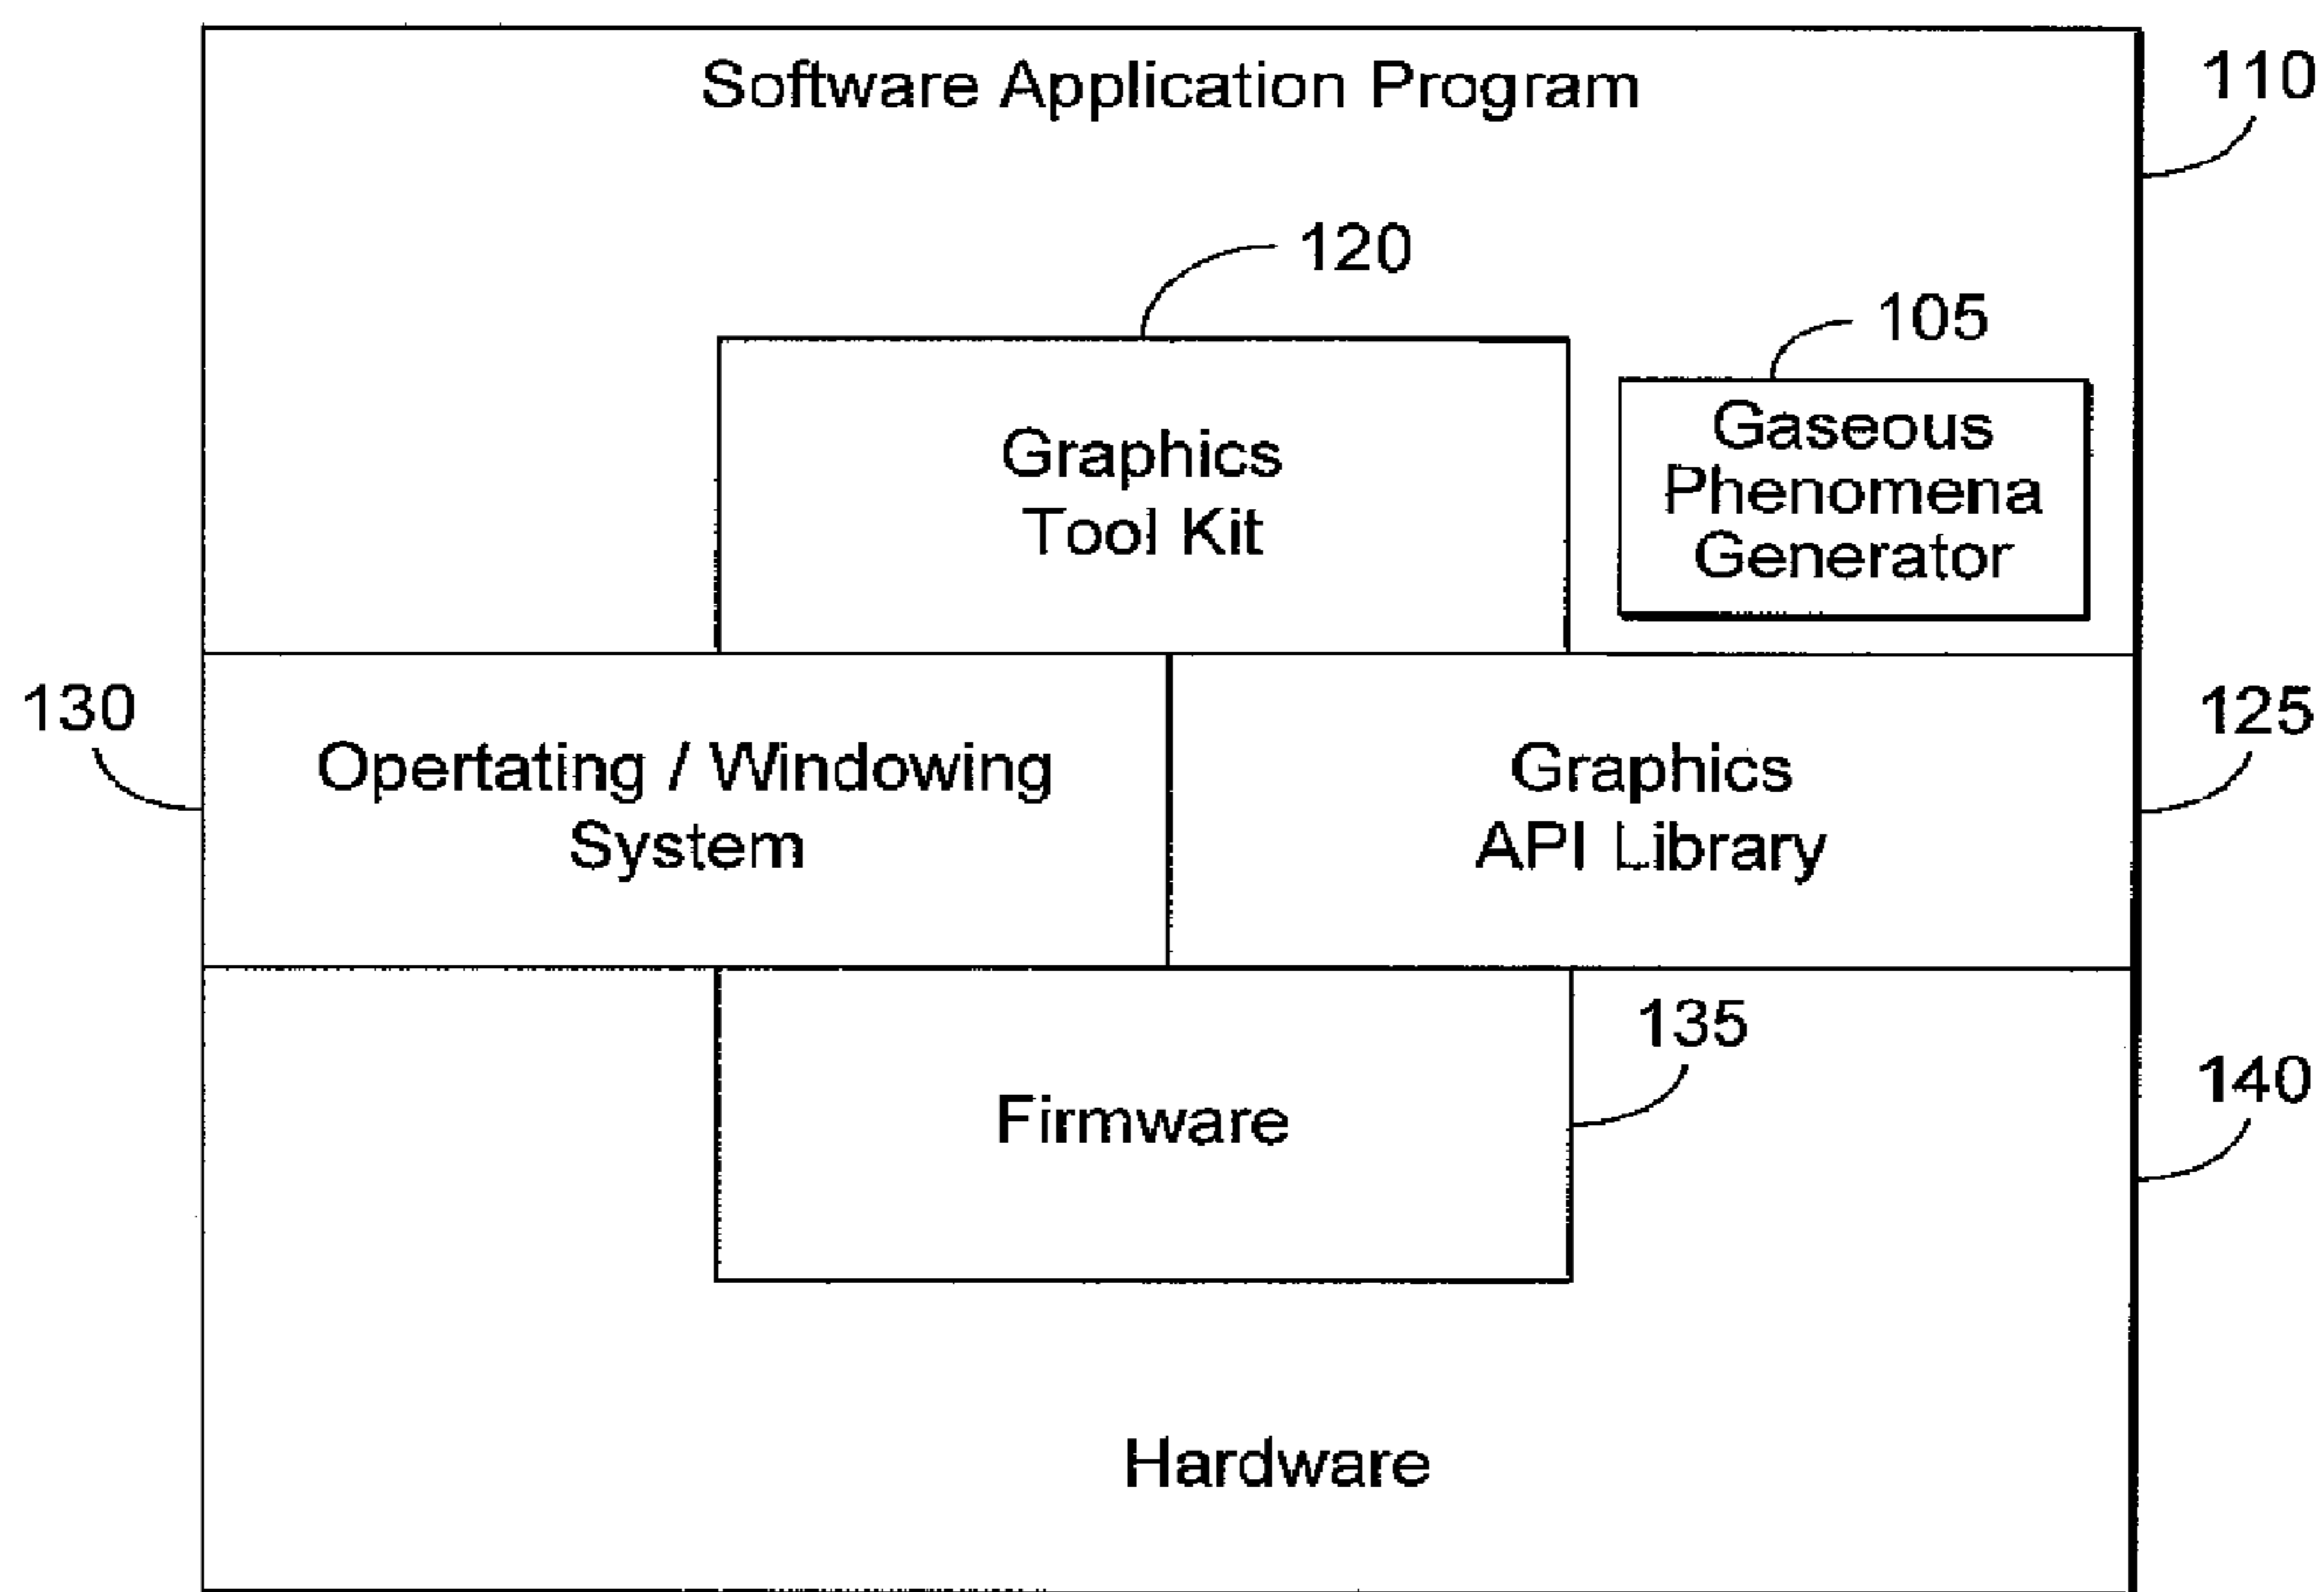 Software Application Program
110
120
105
Graphics
Tool Kit
Gaseous
Phenomena
Generator
130
Opertating / Windowing
System
Graphics
API Library
125
Firmware
135
140
Hardware